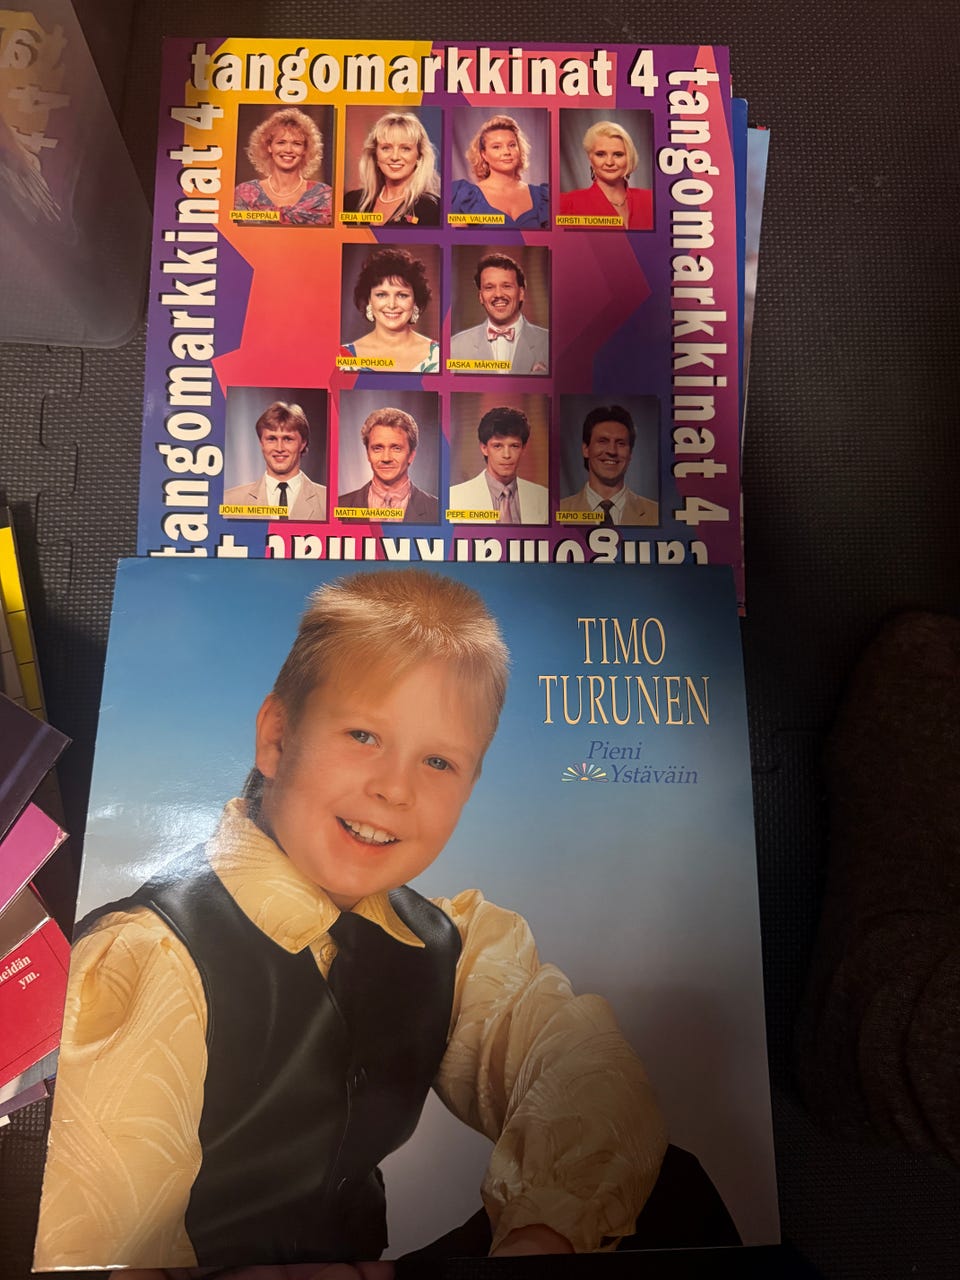 tangomarkkinat 4
tangomarkkinat 4
tangomarkkinat 4
PIA SEPPÄLÄ
ERJA UITTO
NINA VALKAMA
KIRSTI TUOMINEN
KAIJA POHJOLA
JASKA MÄKYNEN
JOUNI MIETTINEN
MATTI VÄHÄKOSKI
PEPE ENROTH
TAPIO SELIN
tangomarkkinat 4
TIMO
TURUNEN
Pieni
Ystäväin
neidän
ym.